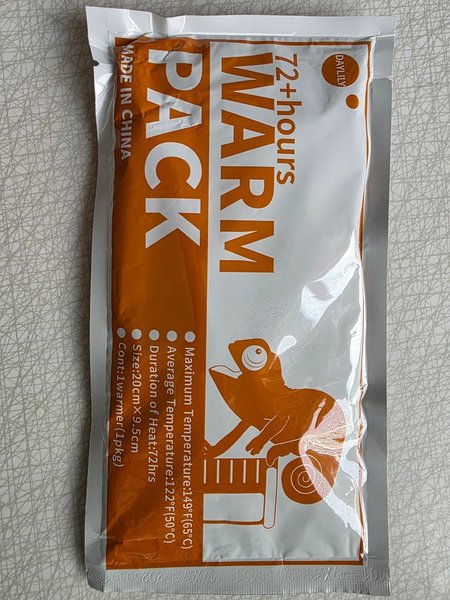 DAYLILY
72+hours
WARM
PACK
MADE IN CHINA
Maximum Temperature:149°F(65°C)
Average Temperature:122°F(50°C)
Duration of Heat:72hrs
Size:20cm×9.5cm
Cont:1warmer(1pkg)